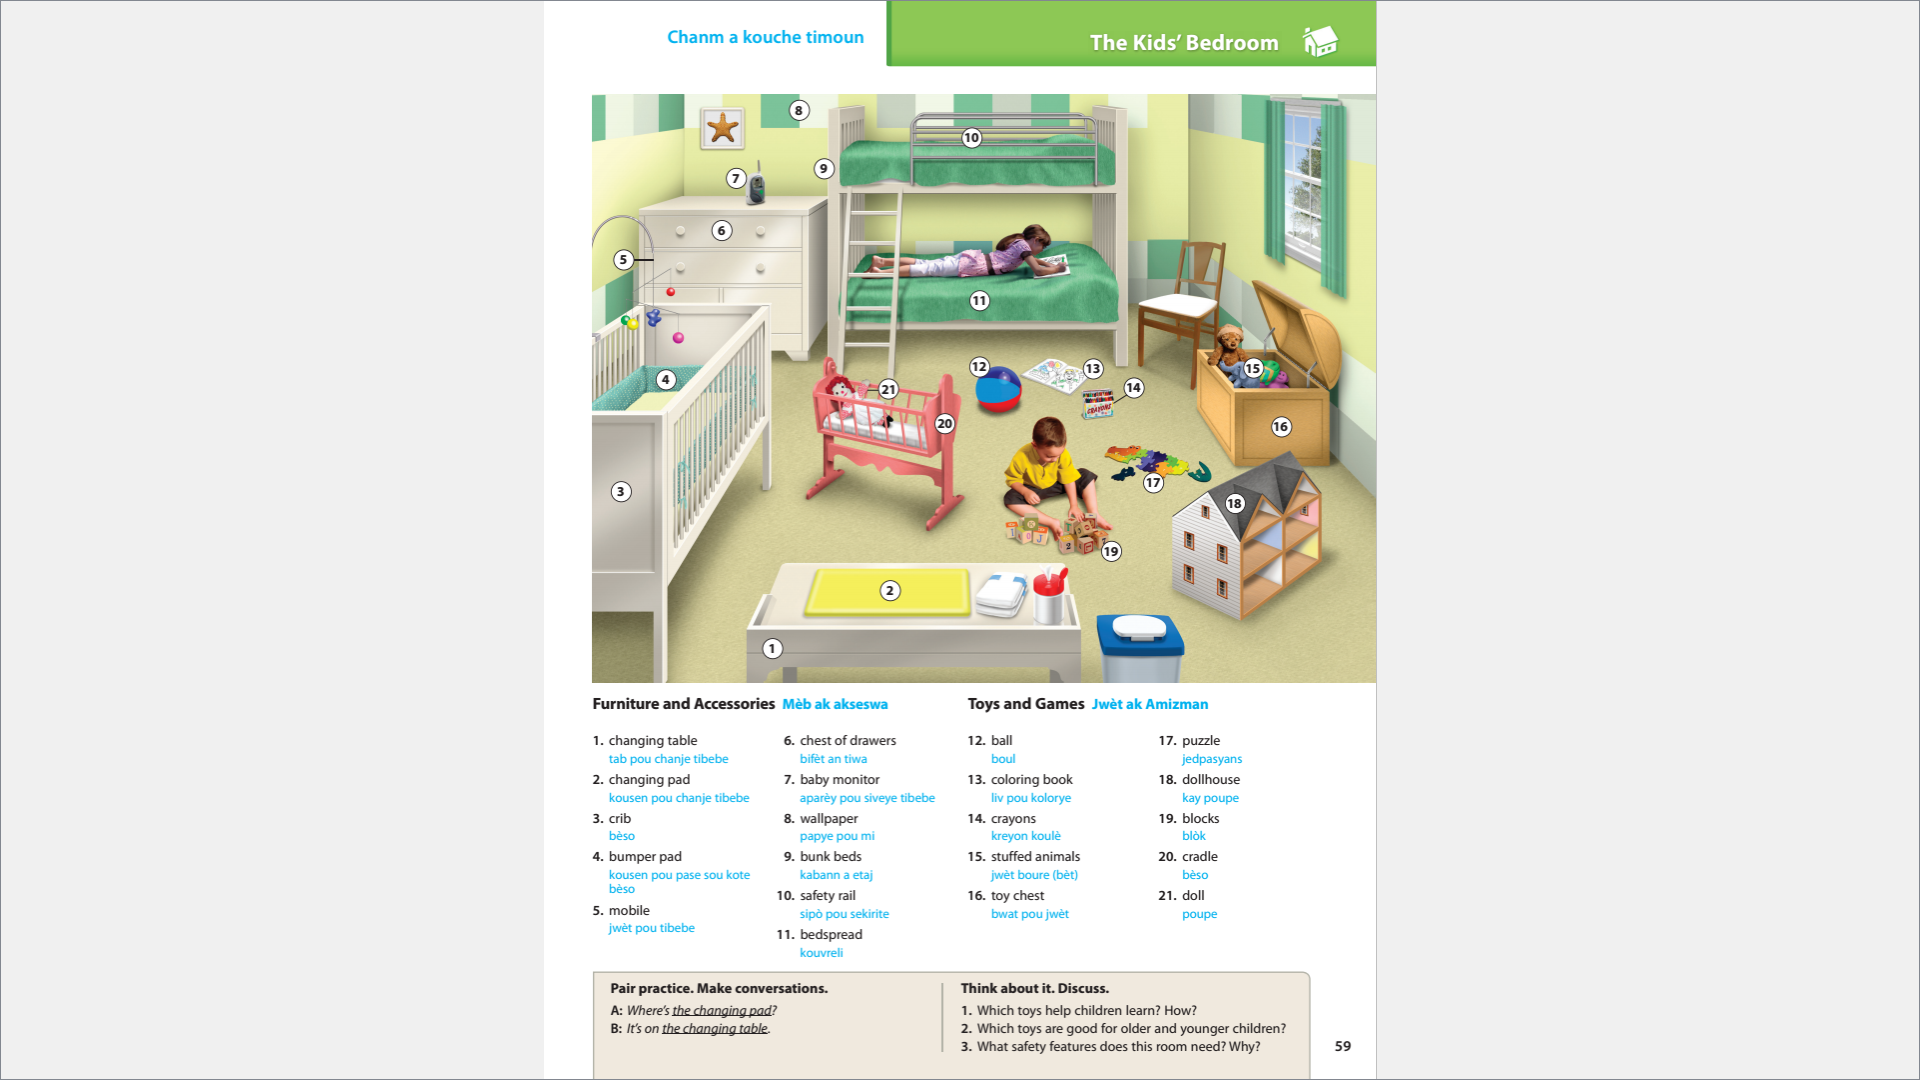 Chanm a kouche timoun
The Kids' Bedroom
8
10
9
7
6
5
11
12
13
14
15
4
21
20
16
3
17
18
19
2
1
Furniture and Accessories Mèb ak akseswa
1. changing table
tab pou chanje tibebe
2. changing pad
kousen pou chanje tibebe
3. crib
bèso
4. bumper pad
kousen pou pase sou kote
bèso
5. mobile
jwèt pou tibebe
6. chest of drawers
bifèt an tiwa
7. baby monitor
aparèy pou siveye tibebe
8. wallpaper
papye pou mi
9. bunk beds
kabann a etaj
10. safety rail
sipò pou sekirite
11. bedspread
kouvreli
Toys and Games Jwèt ak Amizman
12. ball
boul
13. coloring book
liv pou kolorye
14. crayons
kreyon koulè
15. stuffed animals
jwèt boure (bèt)
16. toy chest
bwat pou jwèt
17. puzzle
jedpasyans
18. dollhouse
kay poupe
19. blocks
blòk
20. cradle
bèso
21. doll
poupe
Pair practice. Make conversations.
A: Where's the changing pad?
B: It's on the changing table.
Think about it. Discuss.
1. Which toys help children learn? How?
2. Which toys are good for older and younger children?
3. What safety features does this room need? Why?
59
CRAYONS